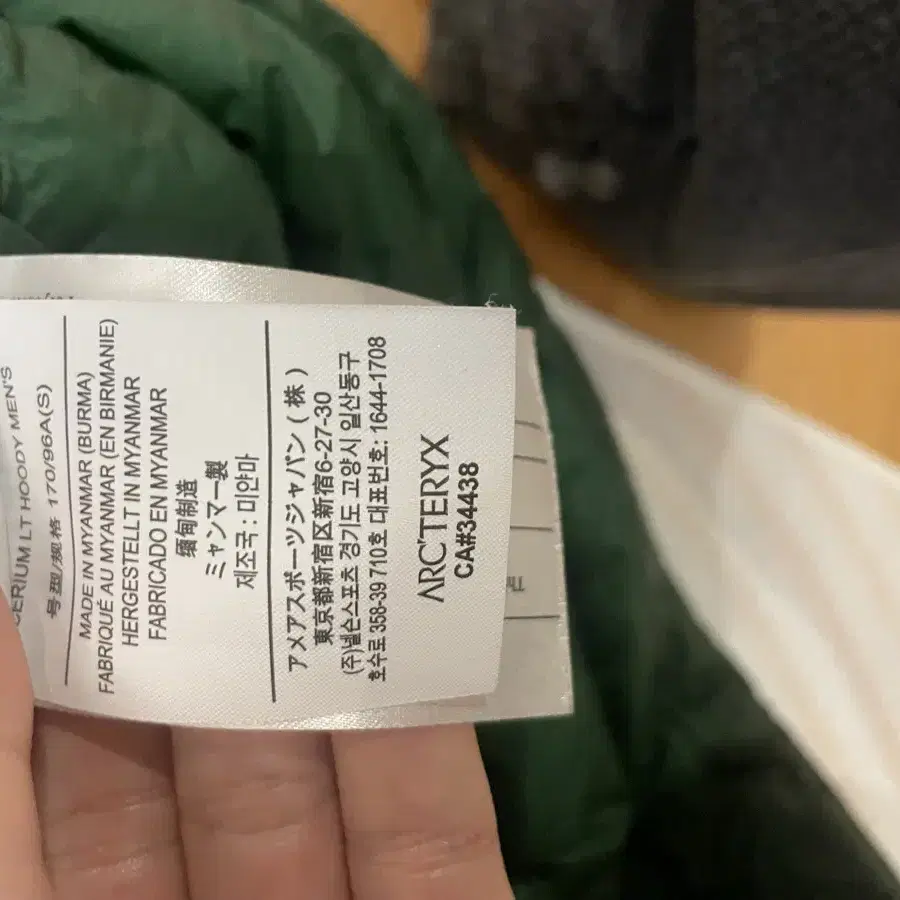 CERIUM LT HOODY MEN'S
号型/规格 170/96A(S)
MADE IN MYANMAR (BURMA)
FABRIQUÉ AU MYANMAR (EN BIRMANIE)
HERGESTELLT IN MYANMAR
FABRICADO EN MYANMAR
缅甸制造
ミャンマー製
제조국 : 미얀마
アメアスポーツジャパン ( 株 )
東京都新宿区新宿6-27-30
(주)넬슨스포츠 경기도 고양시 일산동구
호수로 358-39 710호 대표번호: 1644-1708
ARC'TERYX
CA#34438